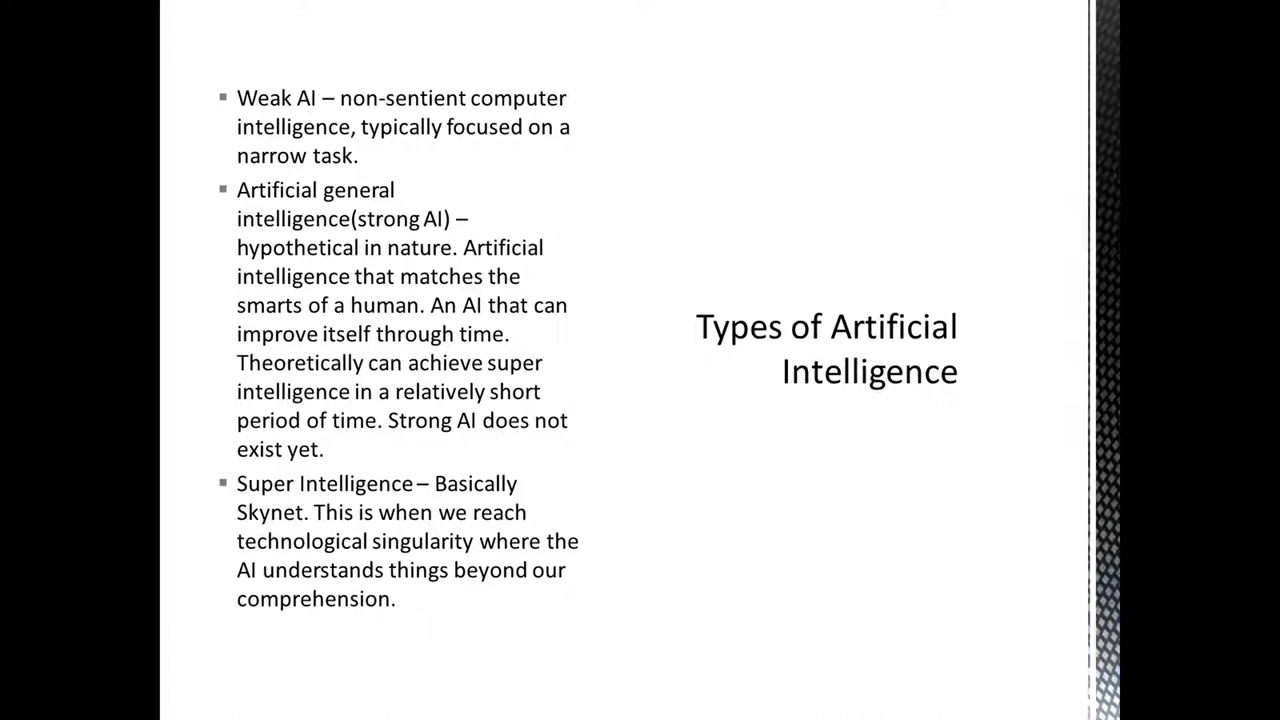 Weak AI – non-sentient computer
intelligence, typically focused on a
narrow task.
Artificial general
intelligence(strong AI) –
hypothetical in nature. Artificial
intelligence that matches the
smarts of a human. An AI that can
improve itself through time.
Theoretically can achieve super
intelligence in a relatively short
period of time. Strong AI does not
exist yet.
Super Intelligence – Basically
Skynet. This is when we reach
technological singularity where the
AI understands things beyond our
comprehension.
Types of Artificial
Intelligence